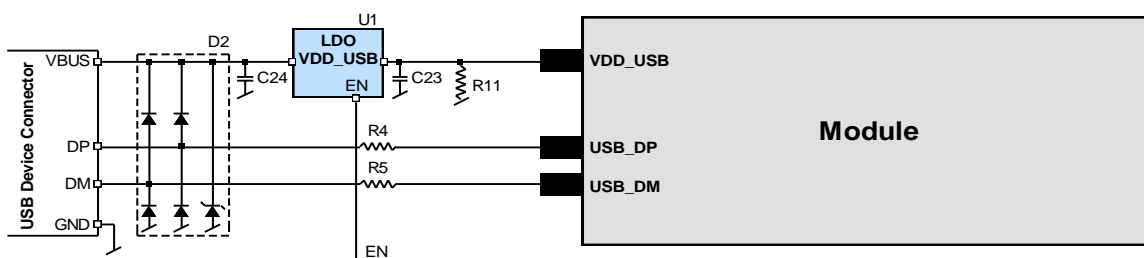 U1
D2
LDO
VDD_USB
VBUS
C24
C23
EN
R11
VDD_USB
USB Device Connector
R4
Module
DP
USB_DP
R5
DM
USB_DM
GND
EN